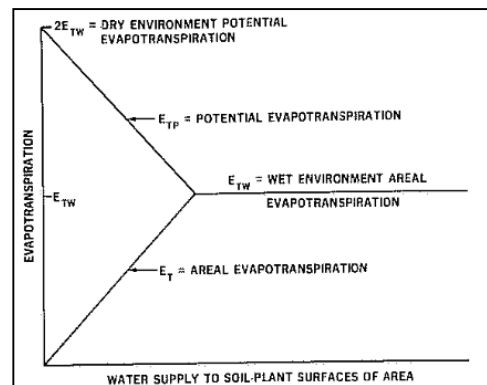 2E_TW = DRY ENVIRONMENT POTENTIAL
EVAPOTRANSPIRATION
E_TP = POTENTIAL EVAPOTRANSPIRATION
E_TW = WET ENVIRONMENT AREAL
EVAPOTRANSPIRATION
E_TW
E_T = AREAL EVAPOTRANSPIRATION
EVAPOTRANSPIRATION
WATER SUPPLY TO SOIL-PLANT SURFACES OF AREA